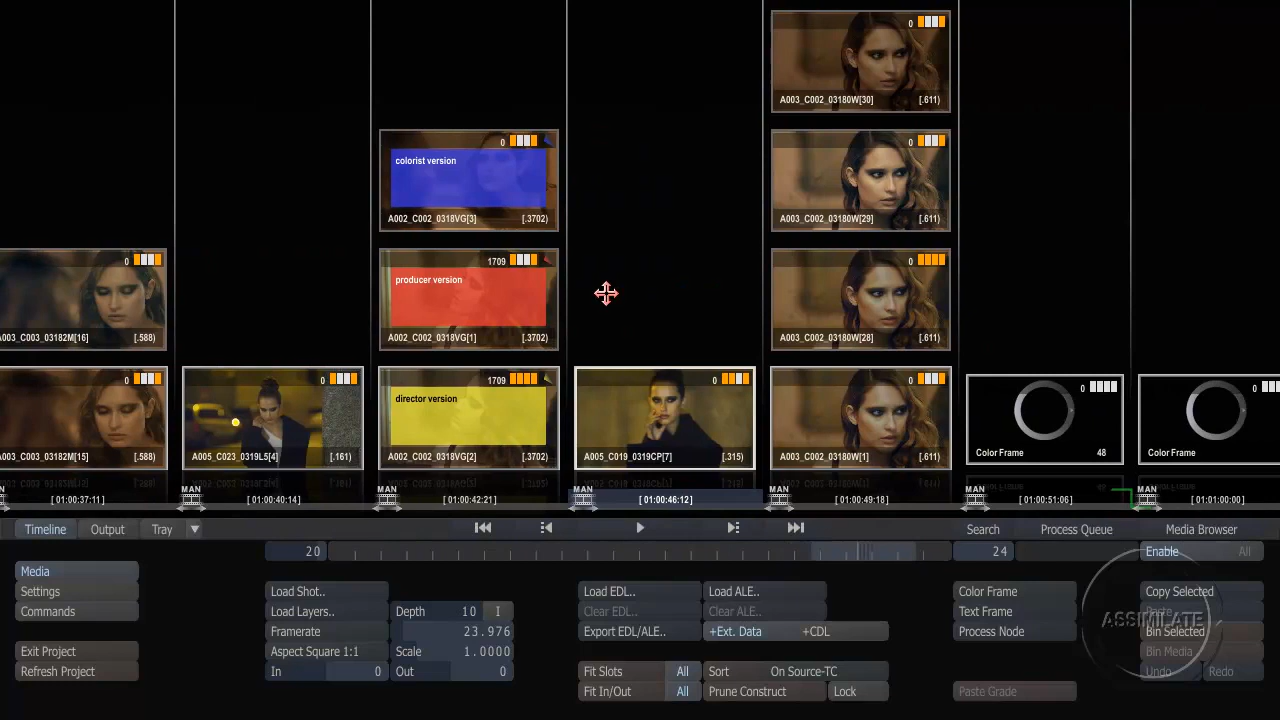 0
A003_C002_03180W[30] [.611)
0
colorist version
A002_C002_0318VG[3] [.3702)
0
A003_C002_03180W[29] [.611)
0
A003_C003_03182M[16] [.588)
1709
producer version
A002_C002_0318VG[1] [.3702)
0
A003_C002_03180W[28] [.611)
0
A003_C003_03182M[15] [.588)
0
A005_C023_0319L5[4] [.161)
1709
director version
A002_C002_0318VG[2] [.3702)
0
A005_C019_0319CP[7] [.315)
0
A003_C002_03180W[1] [.611)
0
Color Frame 48
0
Color Frame
MAN MAN MAN MAN MAN MAN
[ 01:00:37:11] [ 01:00:40:14] [ 01:00:42:21] [ 01:00:46:12] [ 01:00:49:18] [ 01:00:51:06] [ 01:01:00:00]
Timeline Output Tray Search Process Queue Media Browser
20 24 Enable All
Media
Settings
Commands
Exit Project
Refresh Project
Load Shot..
Load Layers.. Depth 10 I
Framerate 23.976
Aspect Square 1:1 Scale 1.0000
In 0 Out 0
Load EDL.. Load ALE..
Clear EDL.. Clear ALE..
Export EDL/ALE.. +Ext. Data +CDL
Fit Slots All Sort On Source-TC
Fit In/Out All Prune Construct Lock
Color Frame
Text Frame
Process Node
Paste Grade
Copy Selected
Paste..
Bin Selected
Bin Media
Undo Redo
ASSIMILATE